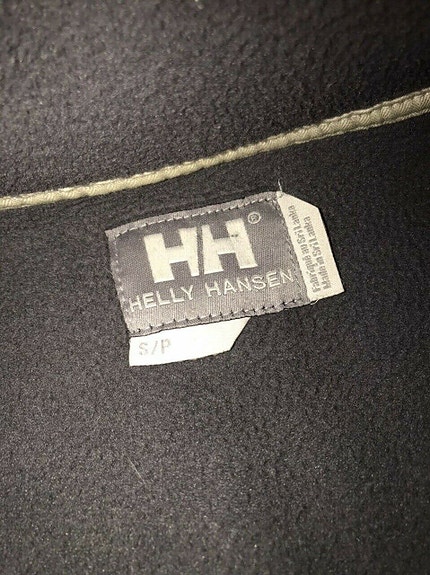 HH®
HELLY HANSEN
S/P
Fabriqué au Sri Lanka
Made in Sri Lanka